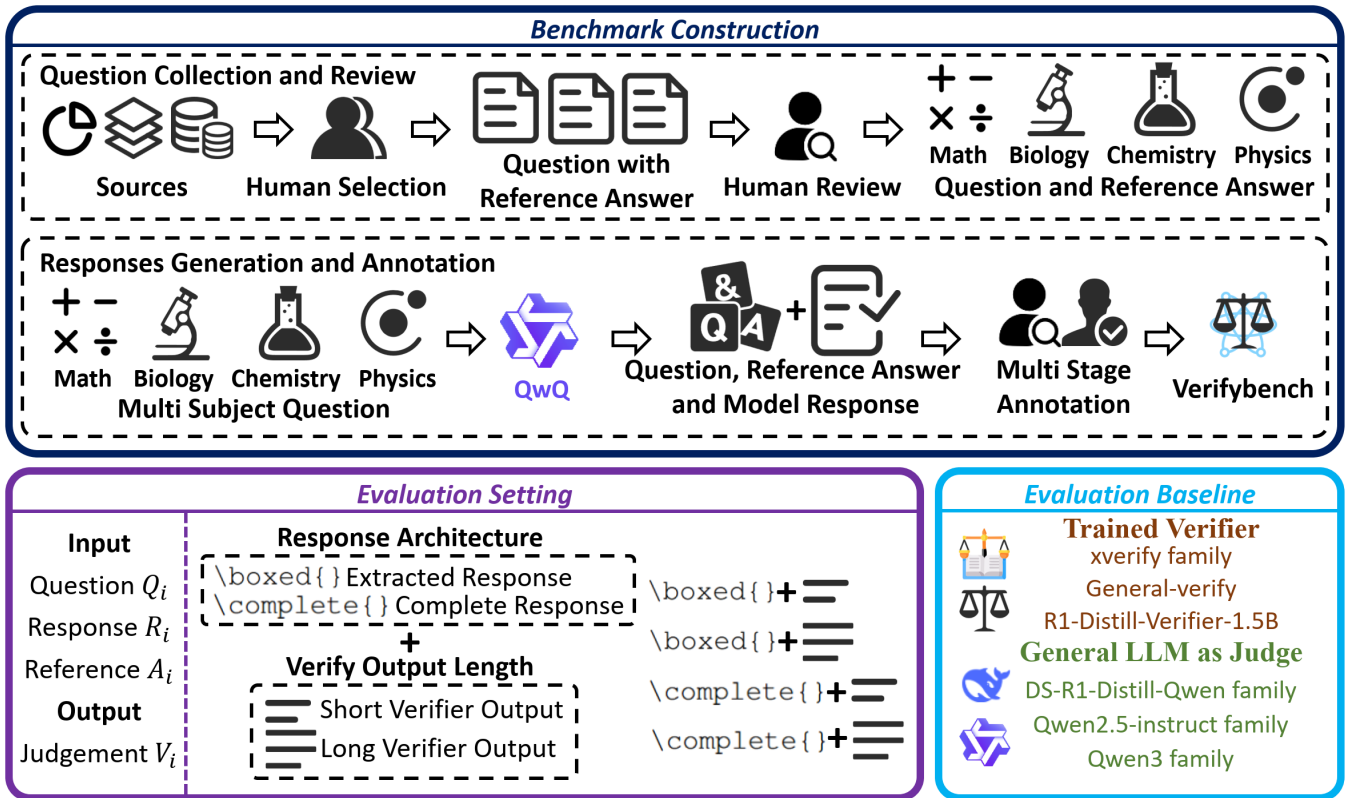 Benchmark Construction
Question Collection and Review
Sources
Human Selection
Question with
Reference Answer
Human Review
+ −
× ÷
Math Biology Chemistry Physics
Question and Reference Answer
Responses Generation and Annotation
+ −
× ÷
Math Biology Chemistry Physics
Multi Subject Question
QwQ
&
Q A
+
Question, Reference Answer
and Model Response
Multi Stage
Annotation
Verifybench
Evaluation Setting
Input
Question Q_i
Response R_i
Reference A_i
Output
Judgement V_i
Response Architecture
\boxed{} Extracted Response
\complete{} Complete Response
+
Verify Output Length
Short Verifier Output
Long Verifier Output
\boxed{}+
\boxed{}+
\complete{}+
\complete{}+
Evaluation Baseline
Trained Verifier
xverify family
General-verify
R1-Distill-Verifier-1.5B
General LLM as Judge
DS-R1-Distill-Qwen family
Qwen2.5-instruct family
Qwen3 family